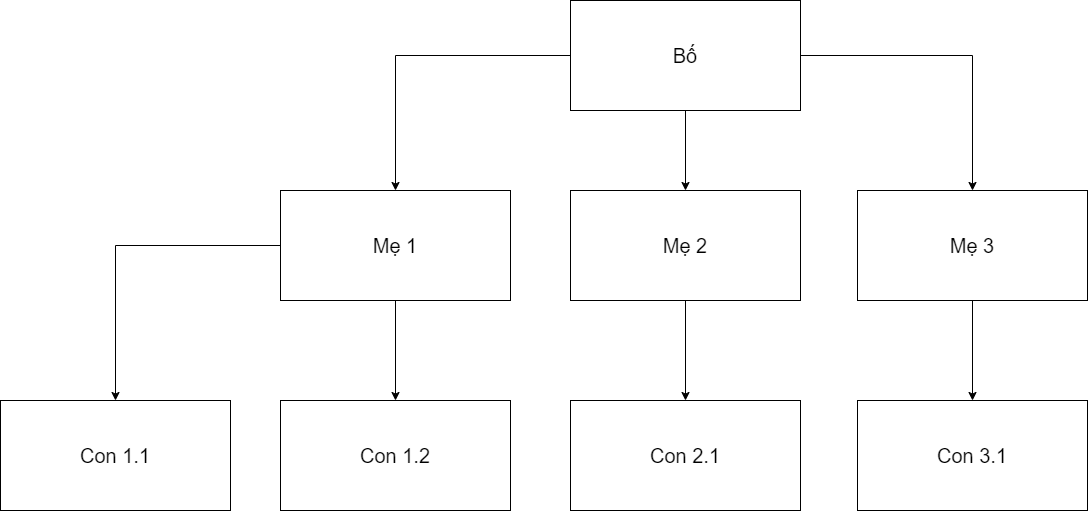 Bố
Mẹ 1
Mẹ 2
Mẹ 3
Con 1.1
Con 1.2
Con 2.1
Con 3.1